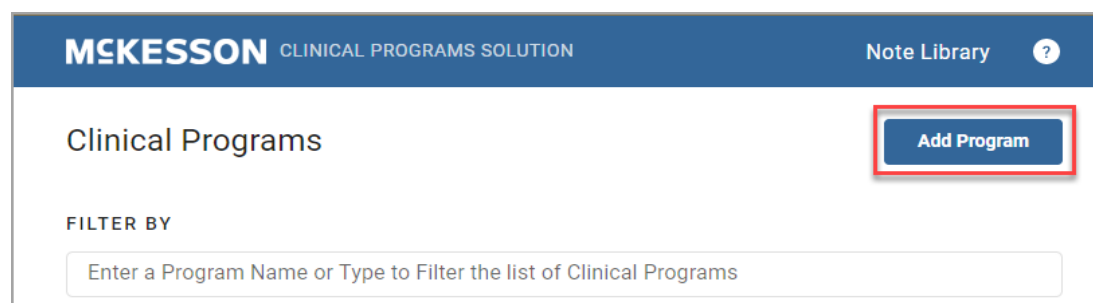 MCKESSON CLINICAL PROGRAMS SOLUTION Note Library ?
Clinical Programs Add Program
FILTER BY
Enter a Program Name or Type to Filter the list of Clinical Programs